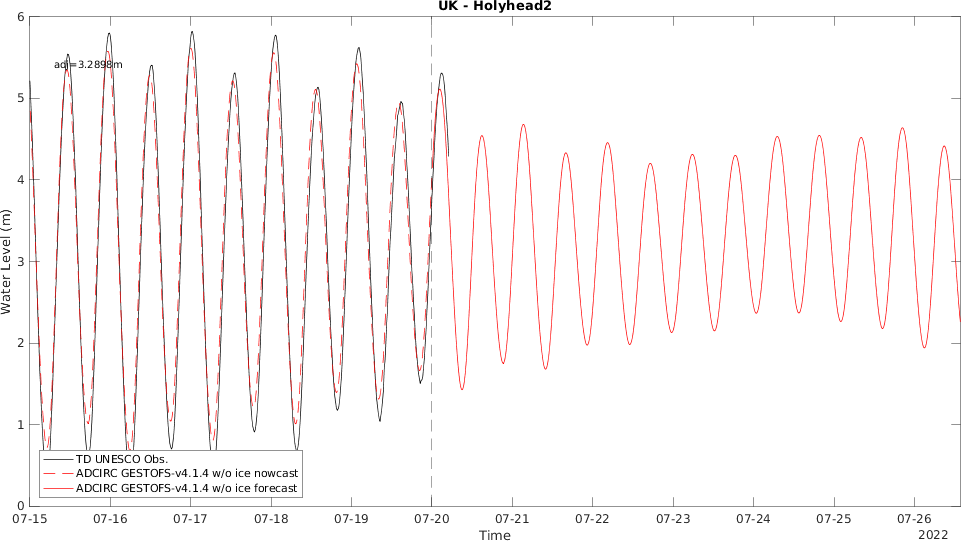 UK - Holyhead2
adj=3.2898m
Water Level (m)
6
5
4
3
2
1
0
TD UNESCO Obs.
ADCIRC GESTOFS-v4.1.4 w/o ice nowcast
ADCIRC GESTOFS-v4.1.4 w/o ice forecast
07-15 07-16 07-17 07-18 07-19 07-20 07-21 07-22 07-23 07-24 07-25 07-26
Time
2022